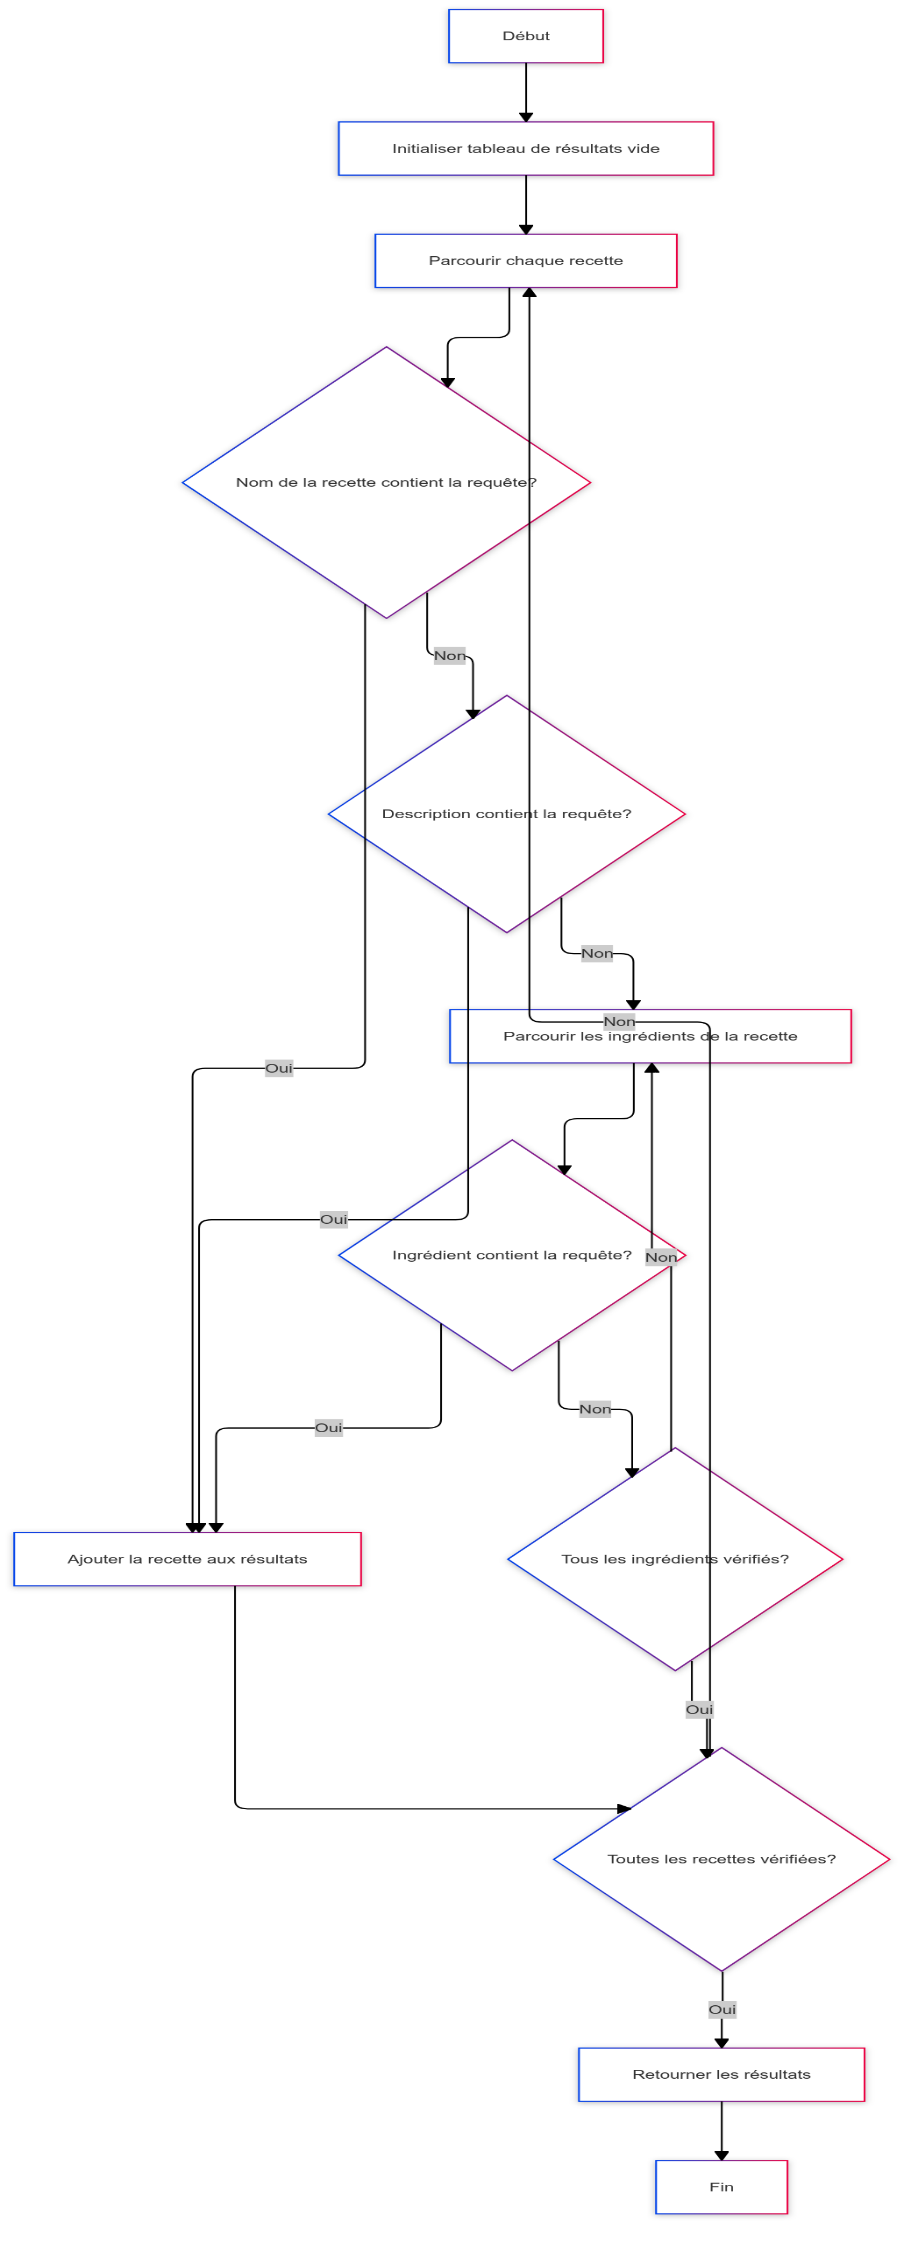 Début
Initialiser tableau de résultats vide
Parcourir chaque recette
Nom de la recette contient la requête?
Non
Description contient la requête?
Non
Non
Parcourir les ingrédients de la recette
Oui
Oui
Ingrédient contient la requête?
Non
Non
Oui
Ajouter la recette aux résultats
Tous les ingrédients vérifiés?
Oui
Toutes les recettes vérifiées?
Oui
Retourner les résultats
Fin